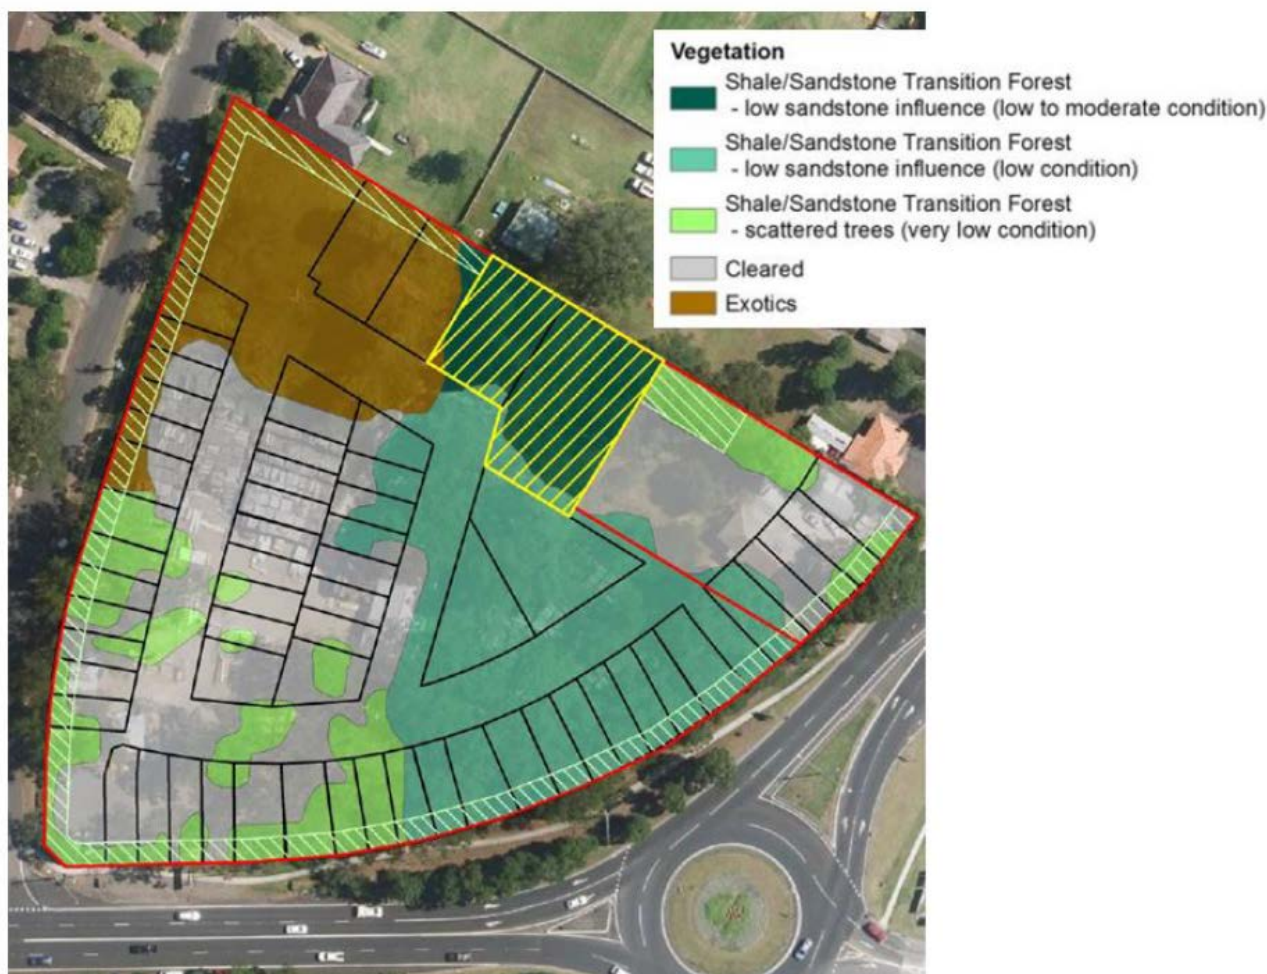 Vegetation
Shale/Sandstone Transition Forest
- low sandstone influence (low to moderate condition)
Shale/Sandstone Transition Forest
- low sandstone influence (low condition)
Shale/Sandstone Transition Forest
- scattered trees (very low condition)
Cleared
Exotics